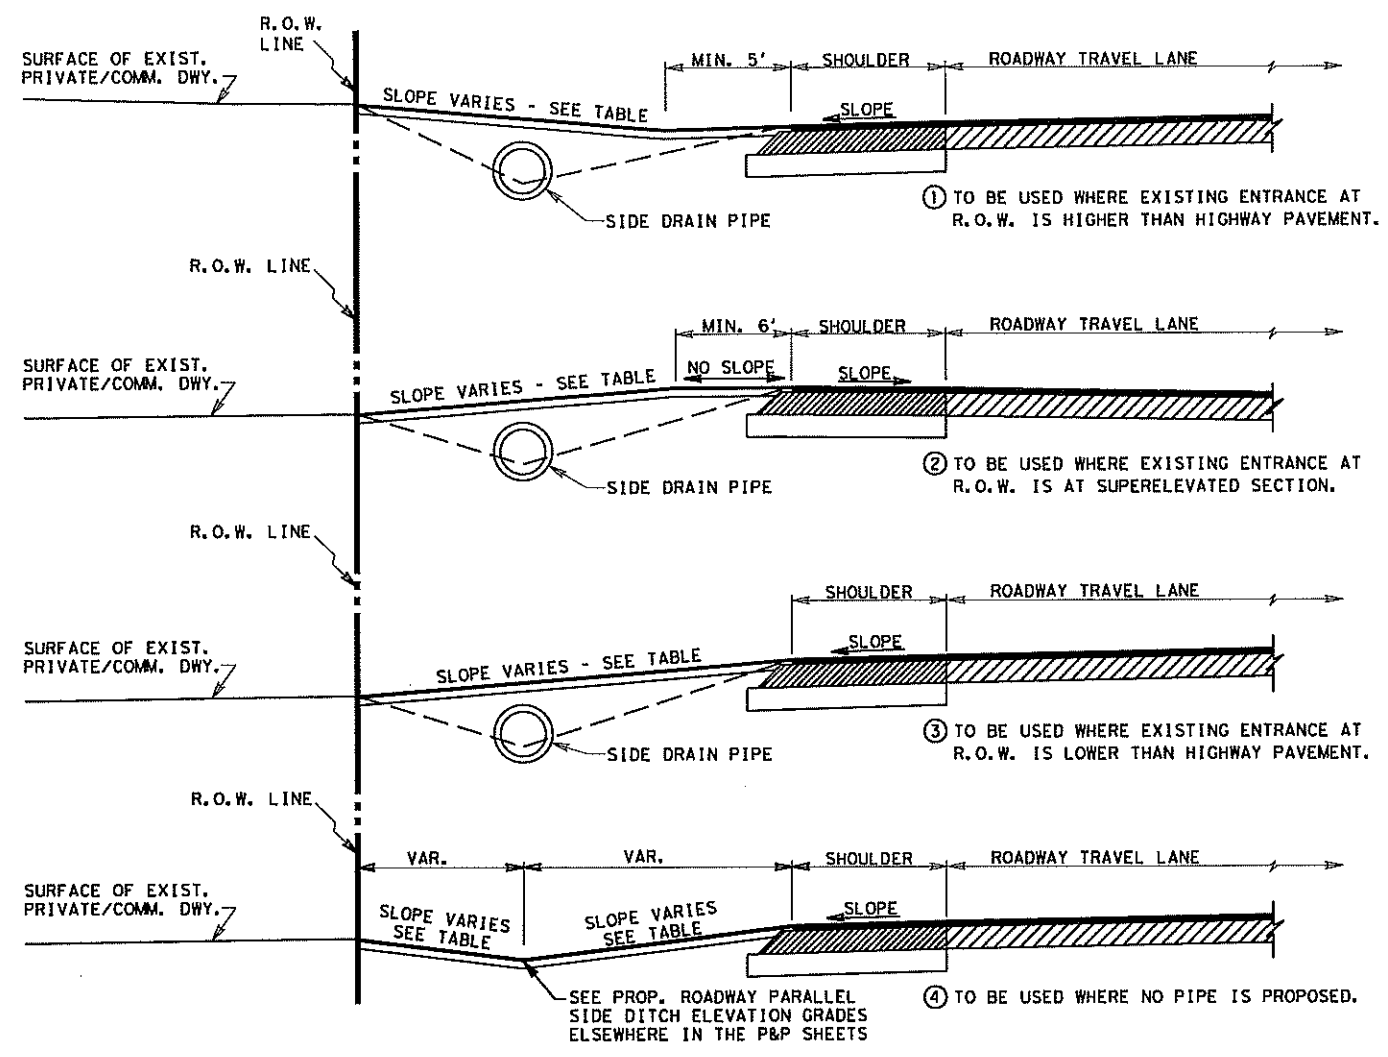 R.O.W.
LINE
SURFACE OF EXIST.
PRIVATE/COMM. DWY.
MIN. 5'
SHOULDER
ROADWAY TRAVEL LANE
SLOPE VARIES - SEE TABLE
SLOPE
SIDE DRAIN PIPE
1 TO BE USED WHERE EXISTING ENTRANCE AT
R.O.W. IS HIGHER THAN HIGHWAY PAVEMENT.
R.O.W. LINE
SURFACE OF EXIST.
PRIVATE/COMM. DWY.
MIN. 6'
SHOULDER
ROADWAY TRAVEL LANE
NO SLOPE
SLOPE
SLOPE VARIES - SEE TABLE
SIDE DRAIN PIPE
2 TO BE USED WHERE EXISTING ENTRANCE AT
R.O.W. IS AT SUPERELEVATED SECTION.
R.O.W. LINE
SURFACE OF EXIST.
PRIVATE/COMM. DWY.
SHOULDER
ROADWAY TRAVEL LANE
SLOPE
SLOPE VARIES - SEE TABLE
SIDE DRAIN PIPE
3 TO BE USED WHERE EXISTING ENTRANCE AT
R.O.W. IS LOWER THAN HIGHWAY PAVEMENT.
R.O.W. LINE
SURFACE OF EXIST.
PRIVATE/COMM. DWY.
VAR.
VAR.
SHOULDER
ROADWAY TRAVEL LANE
SLOPE VARIES
SEE TABLE
SLOPE VARIES
SEE TABLE
SLOPE
SEE PROP. ROADWAY PARALLEL
SIDE DITCH ELEVATION GRADES
ELSEWHERE IN THE P&P SHEETS
4 TO BE USED WHERE NO PIPE IS PROPOSED.